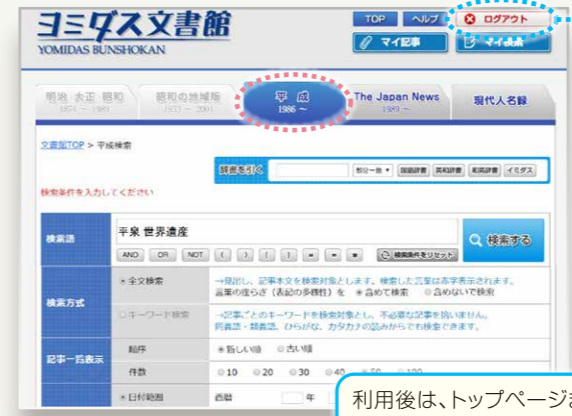 ヨミダス文書館
YOMIDAS BUNSHOKAN
TOP ヘルプ ログアウト
マイ記事 マイ検索
明治・大正・昭和 昭和の地域版 平成 The Japan News 現代人名録
1874 ~ 1989 1933 ~ 2001 1986 ~ 1989 ~
文書館TOP > 平成検索
辞書を引く 部分一致 国語辞書 英和辞書 和英辞書 イミダス
検索条件を入力してください
検索語 平泉 世界遺産 検索する
AND OR NOT ( ) [ ] 検索条件をリセット
検索方式 全文検索 →見出し、記事本文を検索対象とします。検索した言葉は赤字表示されます。
言葉の揺らぎ(表記の多様性)を 含めて検索 含めないで検索
キーワード検索 →記事ごとのキーワードを検索対象とし、不必要な記事を拾いません。
同義語・類義語、ひらがな、カタカナの読みからでも検索できます。
記事一覧表示 順序 新しい順 古い順
件数 10 20 30 40 50 100
日付範囲 西暦 年
利用後は、トップページ